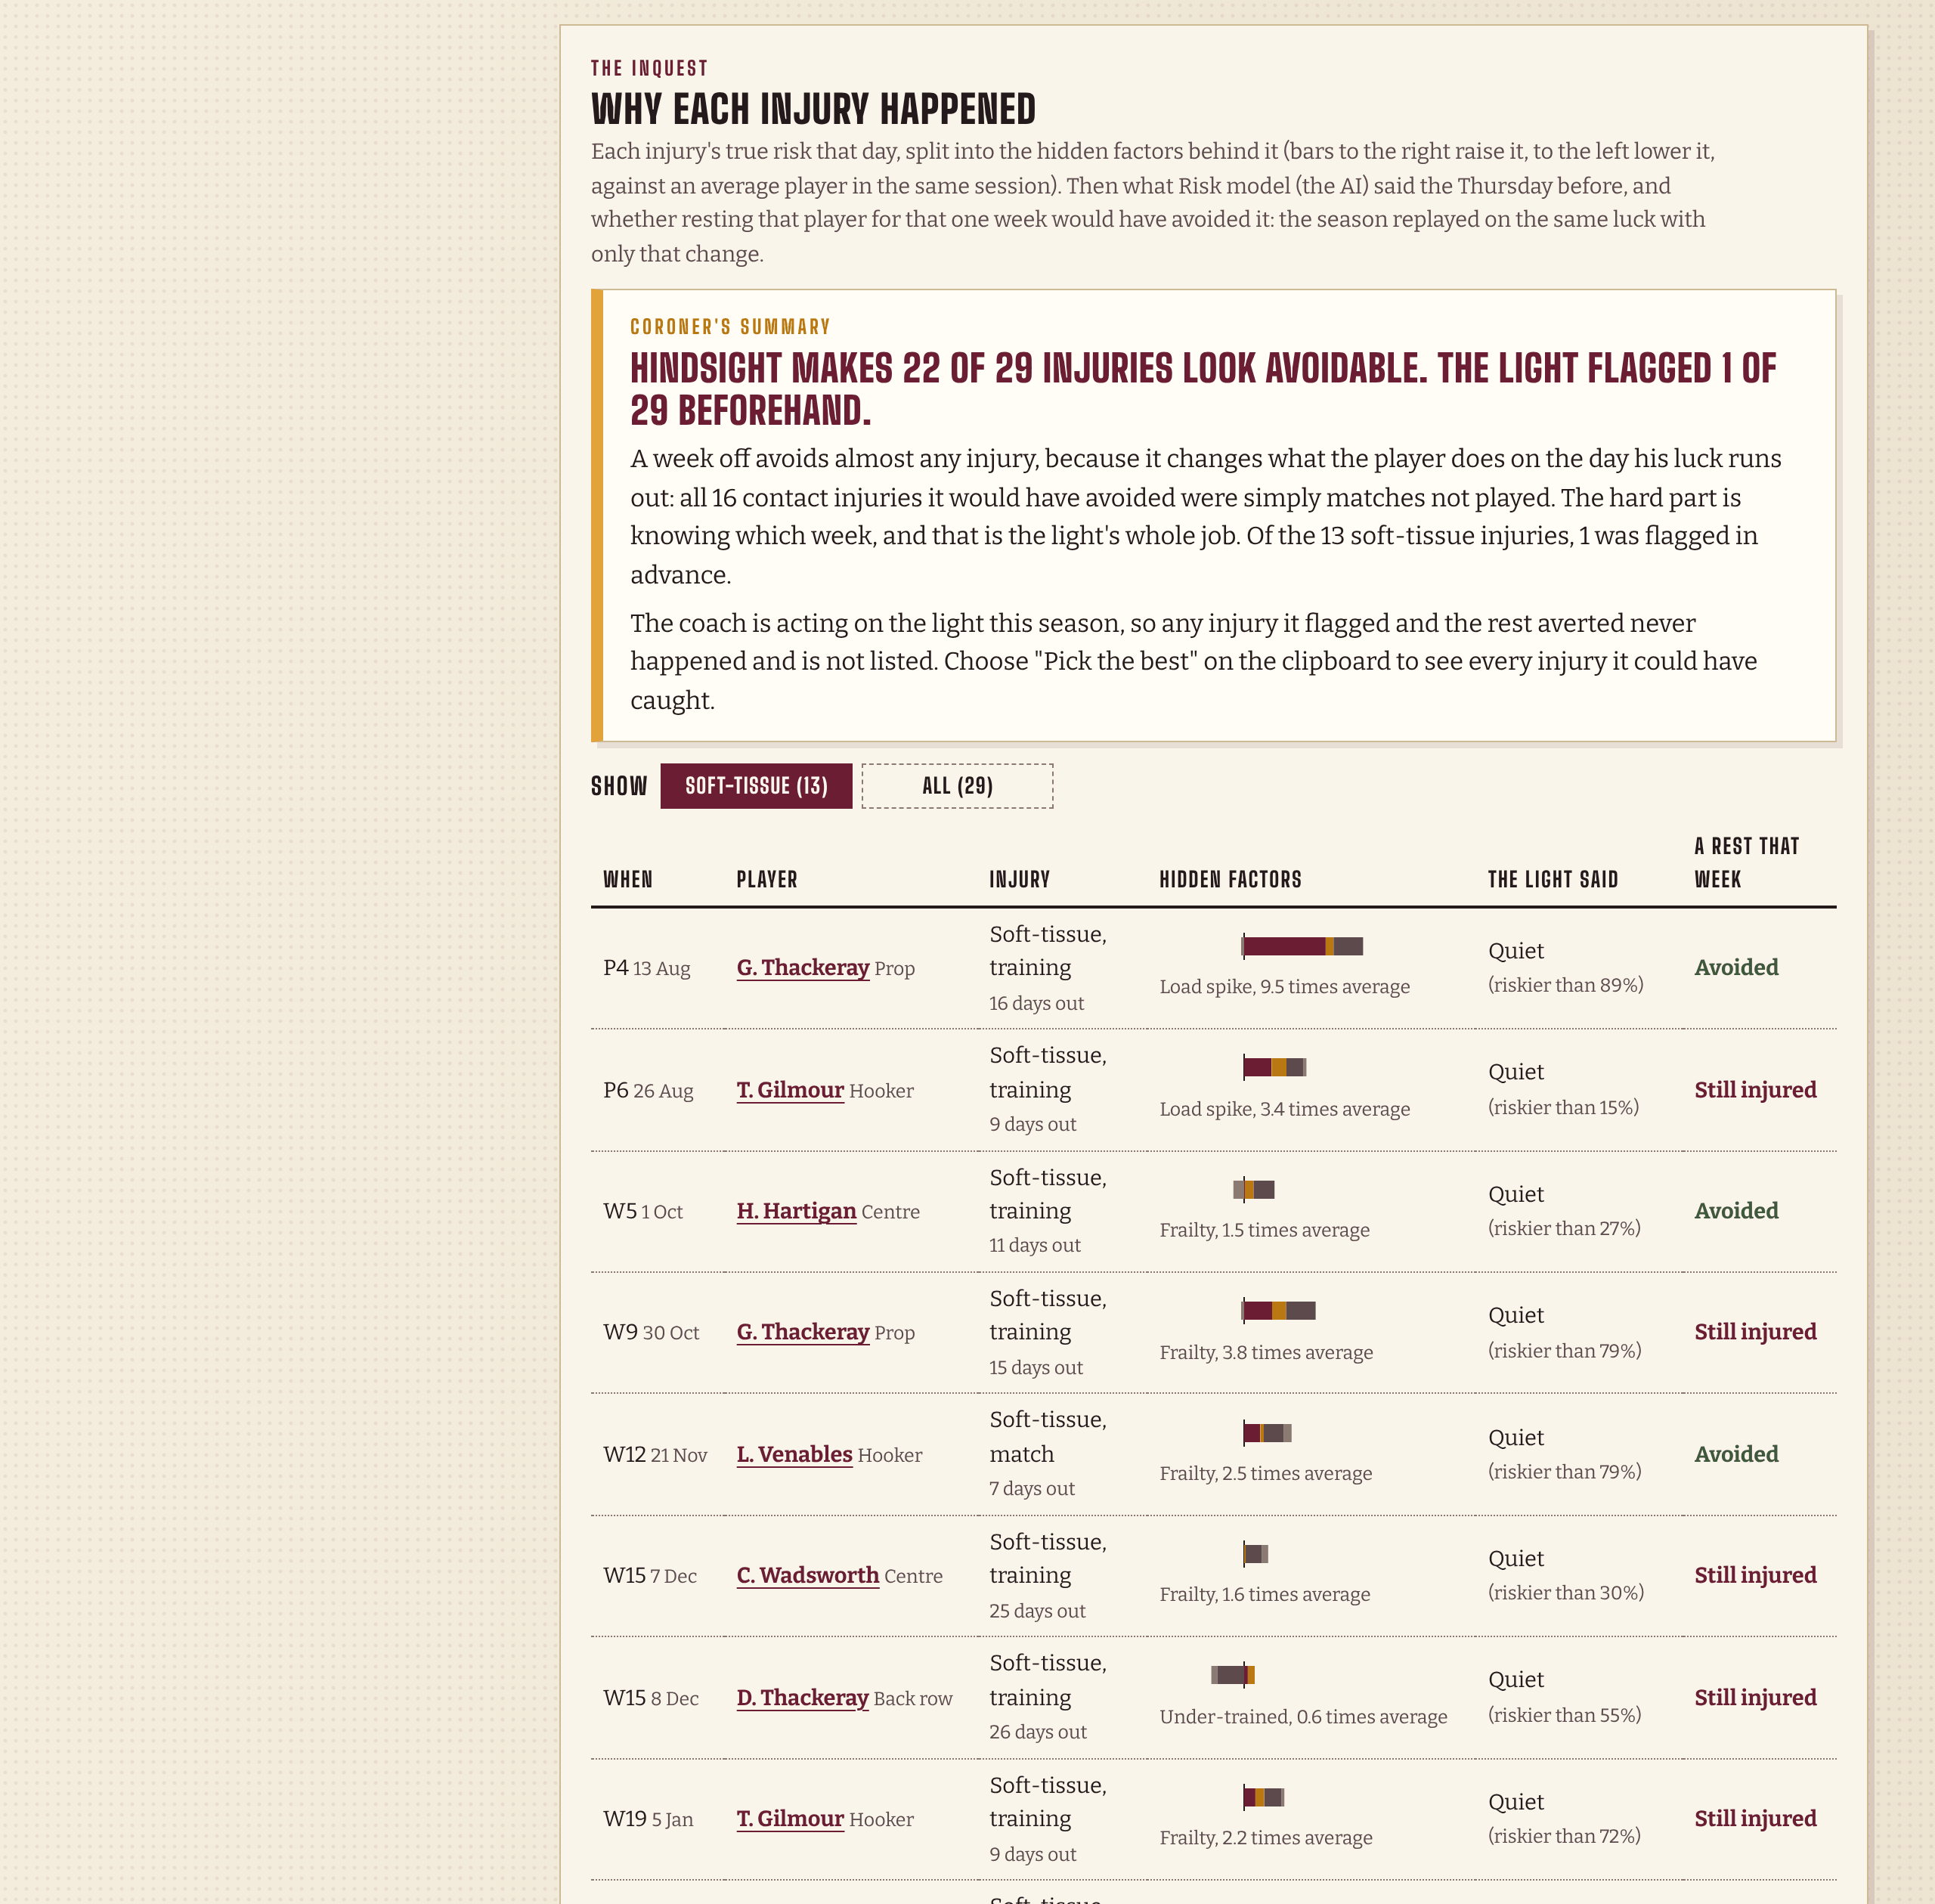 THE INQUEST
WHY EACH INJURY HAPPENED
Each injury's true risk that day, split into the hidden factors behind it (bars to the right raise it, to the left lower it,
against an average player in the same session). Then what Risk model (the AI) said the Thursday before, and
whether resting that player for that one week would have avoided it: the season replayed on the same luck with
only that change.
CORONER'S SUMMARY
HINDSIGHT MAKES 22 OF 29 INJURIES LOOK AVOIDABLE. THE LIGHT FLAGGED 1 OF
29 BEFOREHAND.
A week off avoids almost any injury, because it changes what the player does on the day his luck runs
out: all 16 contact injuries it would have avoided were simply matches not played. The hard part is
knowing which week, and that is the light's whole job. Of the 13 soft-tissue injuries, 1 was flagged in
advance.
The coach is acting on the light this season, so any injury it flagged and the rest averted never
happened and is not listed. Choose "Pick the best" on the clipboard to see every injury it could have
caught.
SHOW SOFT-TISSUE (13) ALL (29)
WHEN PLAYER INJURY HIDDEN FACTORS THE LIGHT SAID A REST THAT
WEEK
P4 13 Aug G. Thackeray Prop Soft-tissue,
training
16 days out
Load spike, 9.5 times average
Quiet
(riskier than 89%)
Avoided
P6 26 Aug T. Gilmour Hooker Soft-tissue,
training
9 days out
Load spike, 3.4 times average
Quiet
(riskier than 15%)
Still injured
W5 1 Oct H. Hartigan Centre Soft-tissue,
training
11 days out
Frailty, 1.5 times average
Quiet
(riskier than 27%)
Avoided
W9 30 Oct G. Thackeray Prop Soft-tissue,
training
15 days out
Frailty, 3.8 times average
Quiet
(riskier than 79%)
Still injured
W12 21 Nov L. Venables Hooker Soft-tissue,
match
7 days out
Frailty, 2.5 times average
Quiet
(riskier than 79%)
Avoided
W15 7 Dec C. Wadsworth Centre Soft-tissue,
training
25 days out
Frailty, 1.6 times average
Quiet
(riskier than 30%)
Still injured
W15 8 Dec D. Thackeray Back row Soft-tissue,
training
26 days out
Under-trained, 0.6 times average
Quiet
(riskier than 55%)
Still injured
W19 5 Jan T. Gilmour Hooker Soft-tissue,
training
9 days out
Frailty, 2.2 times average
Quiet
(riskier than 72%)
Still injured